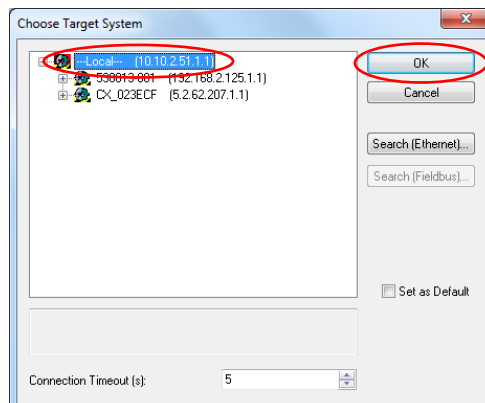 Choose Target System
---Local--- (10.10.2.51.1.1)
530813-001 (192.168.2.125.1.1)
CX_023ECF (5.2.62.207.1.1)
OK
Cancel
Search (Ethernet)...
Search (Fieldbus)...
Set as Default
Connection Timeout (s):
5